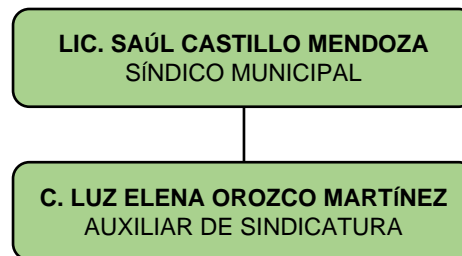 LIC. SAÚL CASTILLO MENDOZA
SÍNDICO MUNICIPAL
C. LUZ ELENA OROZCO MARTÍNEZ
AUXILIAR DE SINDICATURA